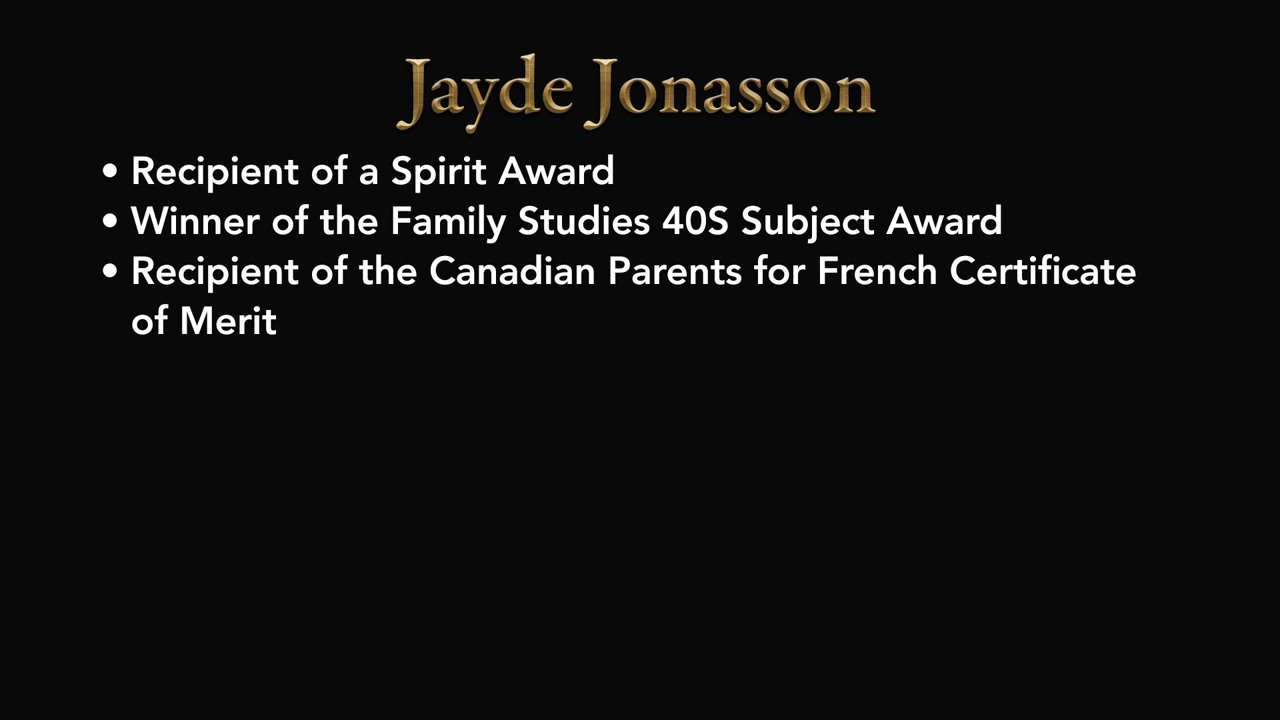 Jayde Jonasson
• Recipient of a Spirit Award
• Winner of the Family Studies 40S Subject Award
• Recipient of the Canadian Parents for French Certificate
of Merit